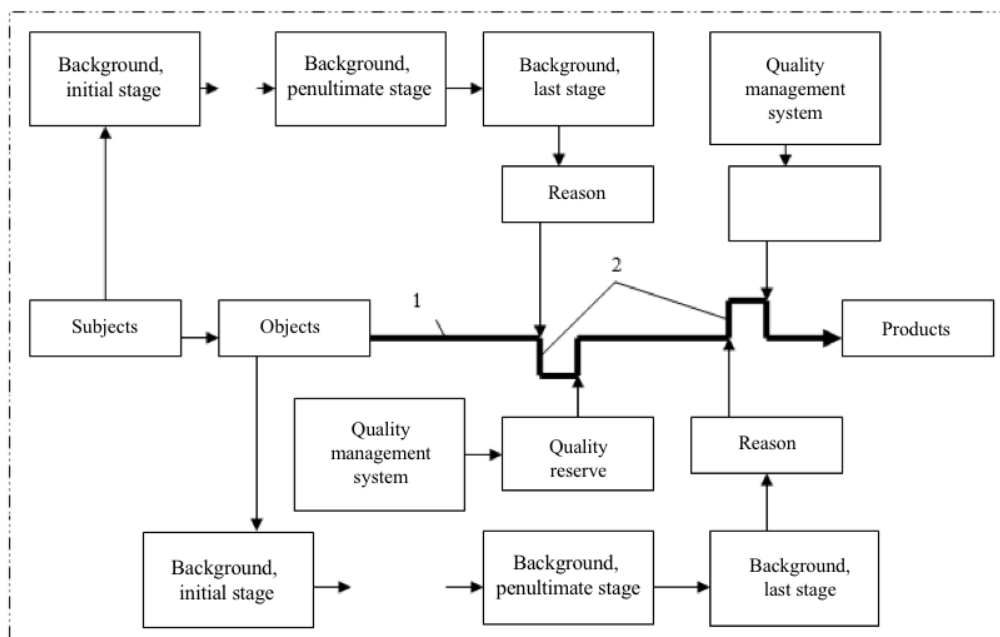 Background,
initial stage
Background,
penultimate stage
Background,
last stage
Quality
management
system
Reason
1
2
Subjects
Objects
Products
Quality
management
system
Quality
reserve
Reason
Background,
initial stage
Background,
penultimate stage
Background,
last stage